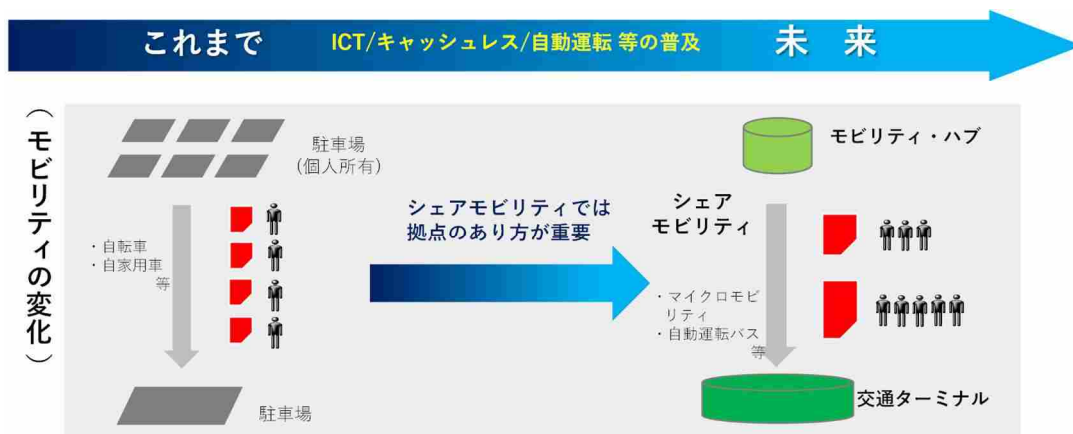 これまで
ICT/キャッシュレス/自動運転 等の普及
未 来
(モビリティの変化)
駐車場
(個人所有)
・自転車
・自家用車
等
駐車場
シェアモビリティでは
拠点のあり方が重要
モビリティ・ハブ
シェア
モビリティ
・マイクロモビ
リティ
・自動運転バス
等
交通ターミナル